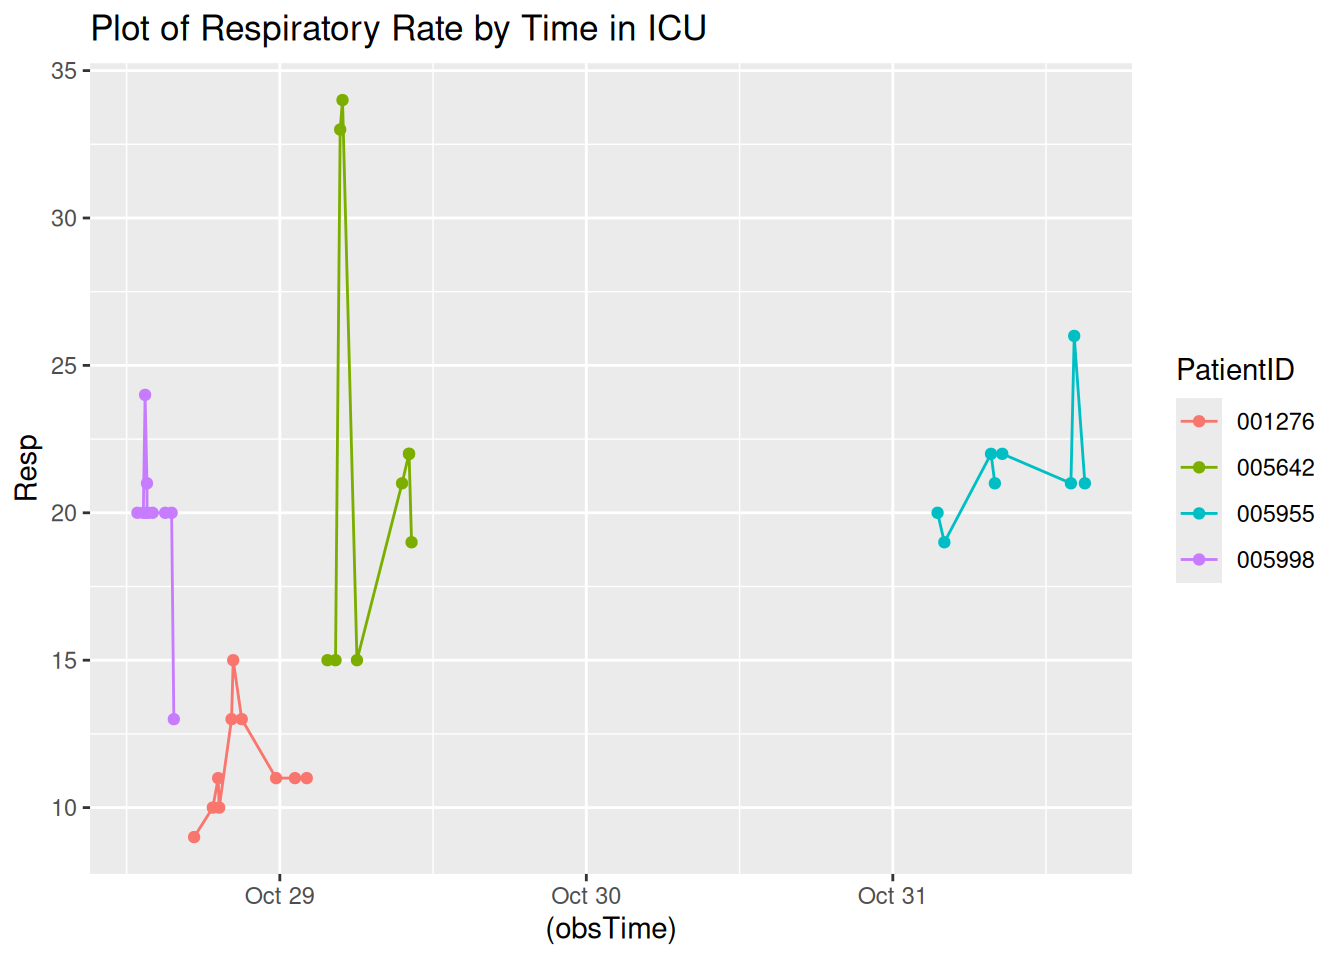 Plot of Respiratory Rate by Time in ICU
35
30
25
20
15
10
Resp
Oct 29
Oct 30
Oct 31
(obsTime)
PatientID
001276
005642
005955
005998